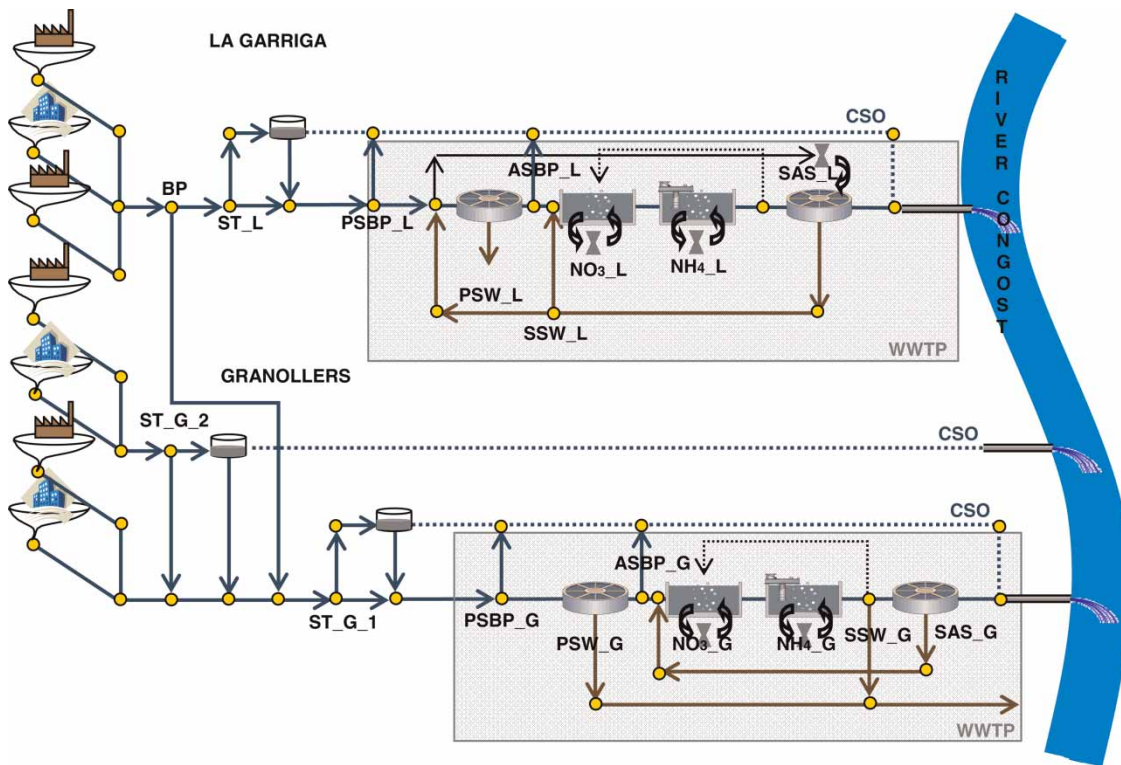 LA GARRIGA
CSO
ASBP_L
SAS_L
BP
ST_L
PSBP_L
NO3_L
NH4_L
PSW_L
SSW_L
WWTP
RIVER CONGOST
GRANOLLERS
ST_G_2
CSO
CSO
ASBP_G
ST_G_1
PSBP_G
PSW_G
NO3_G
NH4_G
SSW_G
SAS_G
WWTP